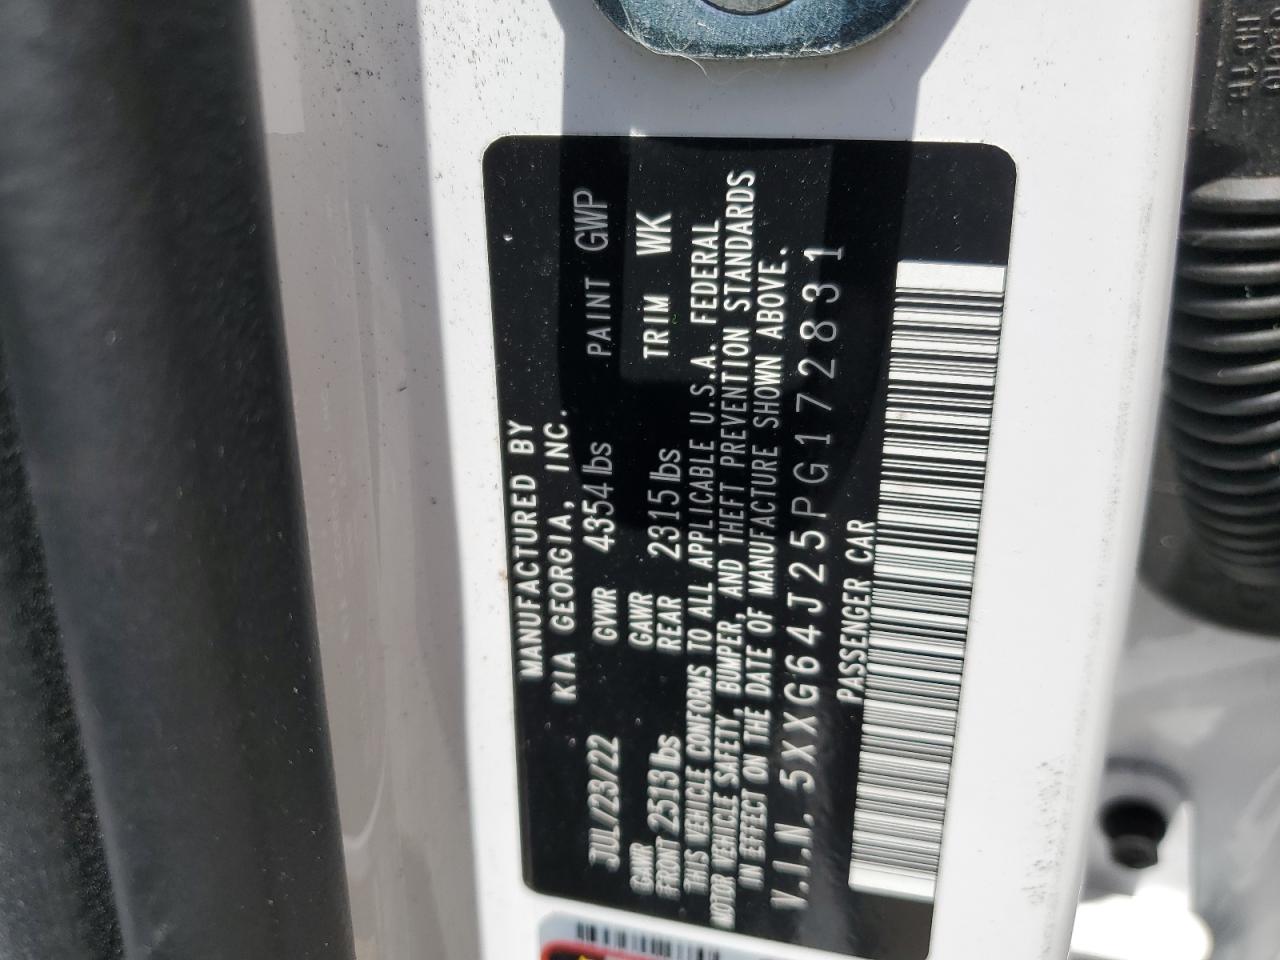 MANUFACTURED BY
KIA GEORGIA, INC.
JUL/23/22 GVWR 4354 lbs PAINT GWP
GAWR FRONT 2513 lbs GAWR REAR 2315 lbs TRIM WK
THIS VEHICLE CONFORMS TO ALL APPLICABLE U.S.A. FEDERAL
MOTOR VEHICLE SAFETY, BUMPER, AND THEFT PREVENTION STANDARDS
IN EFFECT ON THE DATE OF MANUFACTURE SHOWN ABOVE.
V.I.N. 5XXG64J25PG172831
PASSENGER CAR